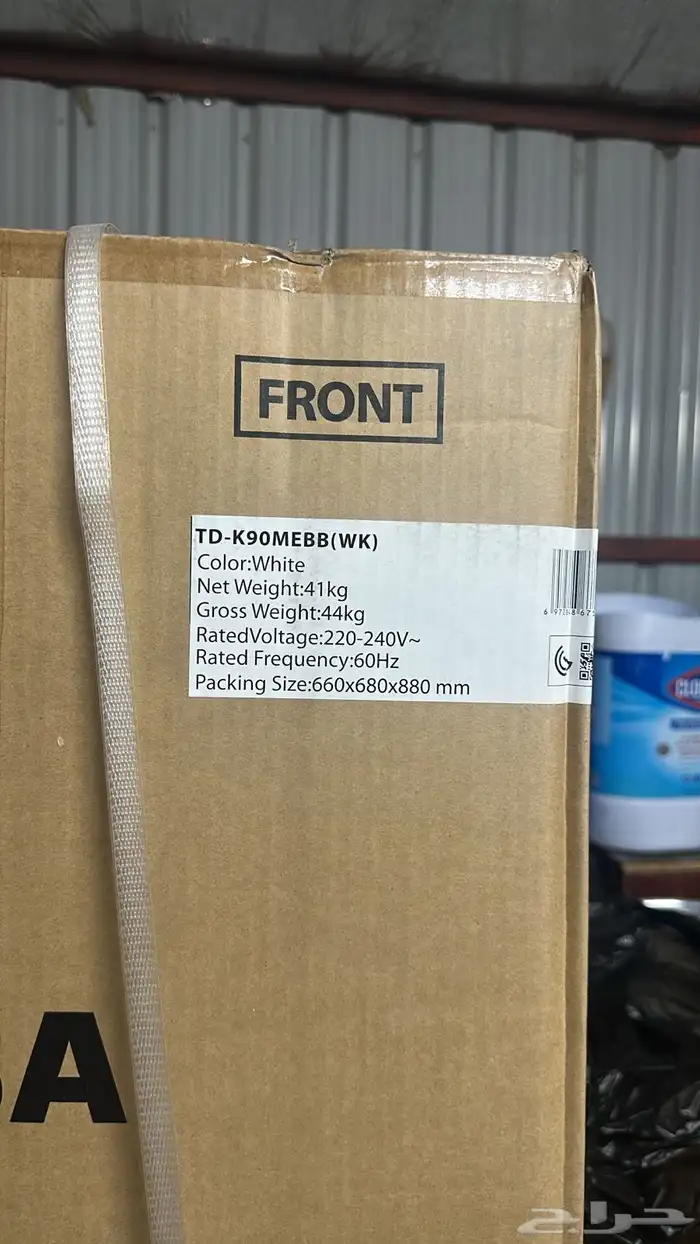 FRONT
TD-K90MEBB(WK)
Color:White
Net Weight:41kg
Gross Weight:44kg
RatedVoltage:220-240V~
Rated Frequency:60Hz
Packing Size:660x680x880 mm
A
حراج